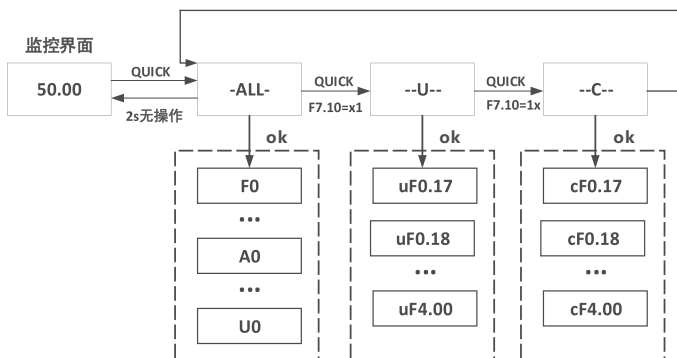 监控界面
50.00
QUICK
2s无操作
-ALL-
QUICK
F7.10=x1
--U--
QUICK
F7.10=1x
--C--
ok
ok
ok
F0
...
A0
...
U0
uF0.17
uF0.18
...
uF4.00
cF0.17
cF0.18
...
cF4.00